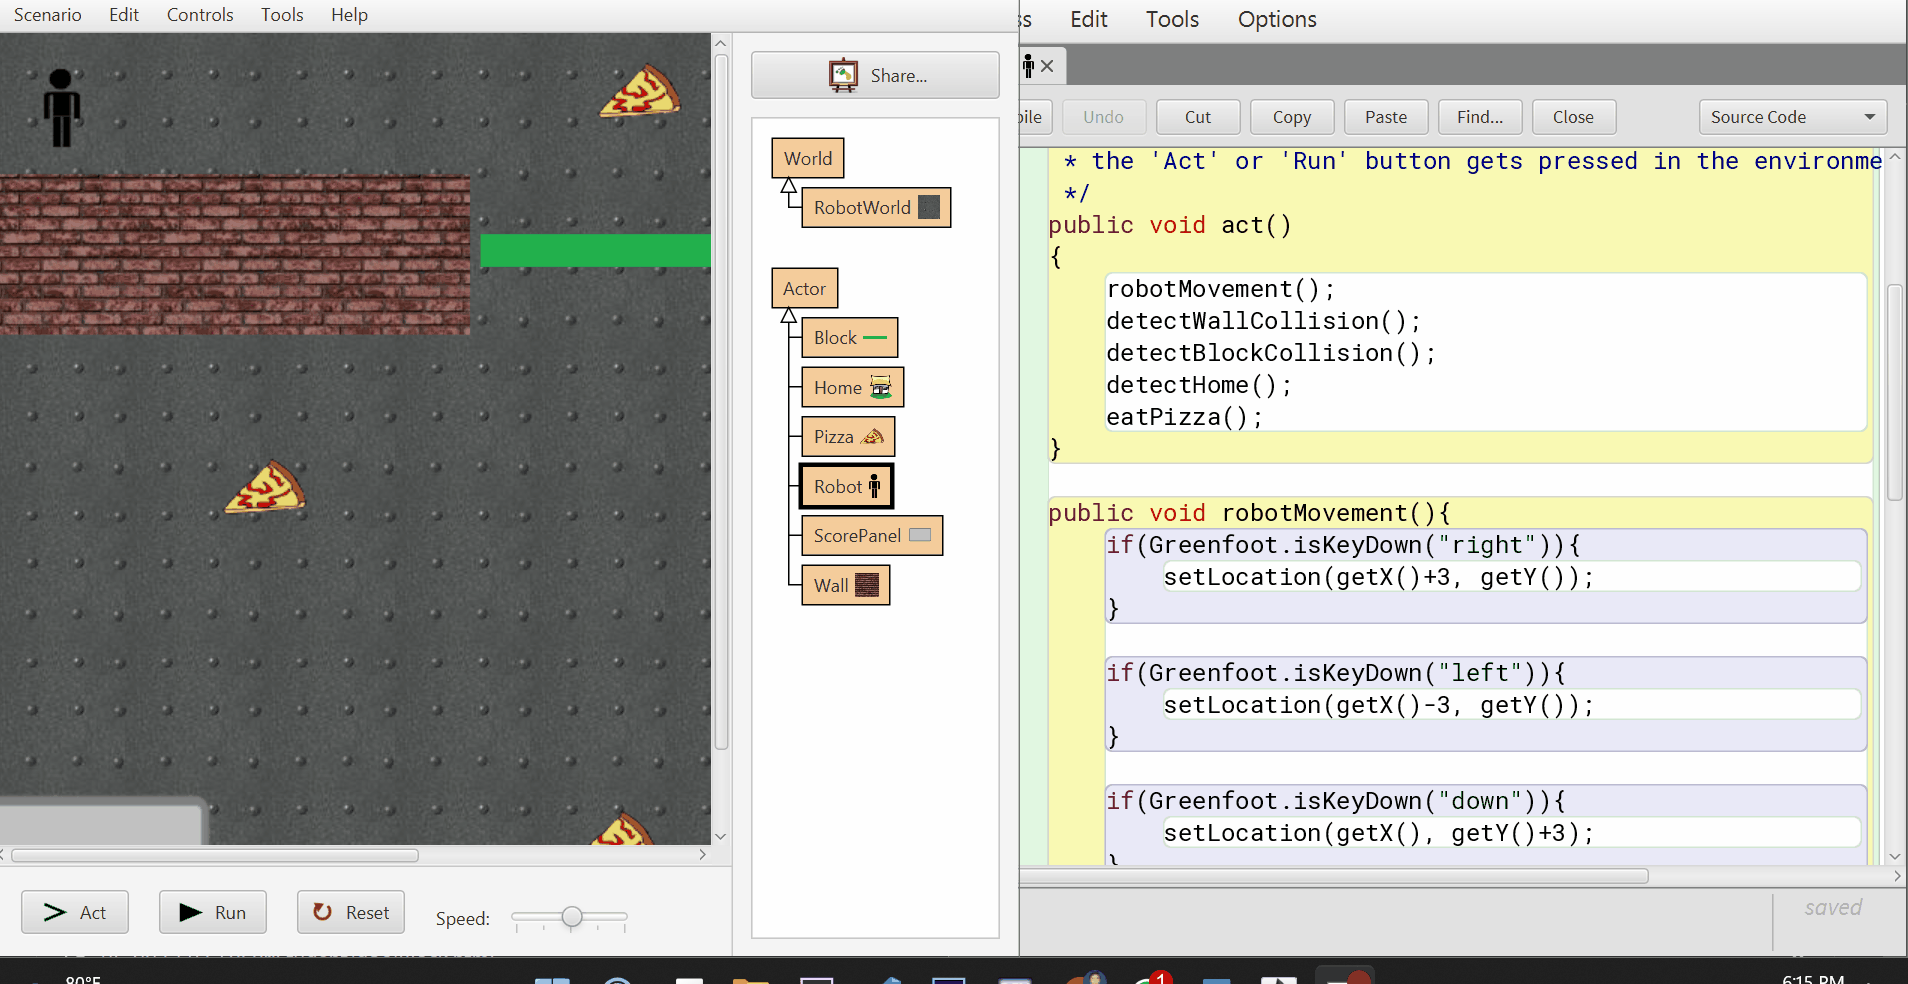 Scenario Edit Controls Tools Help
Share...
World
RobotWorld
Actor
Block
Home
Pizza
Robot
ScorePanel
Wall
Act Run Reset Speed:
Edit Tools Options
Undo Cut Copy Paste Find... Close Source Code
* the 'Act' or 'Run' button gets pressed in the environme
*/
public void act()
{
robotMovement();
detectWallCollision();
detectBlockCollision();
detectHome();
eatPizza();
}
public void robotMovement(){
if(Greenfoot.isKeyDown("right")){
setLocation(getX()+3, getY());
}
if(Greenfoot.isKeyDown("left")){
setLocation(getX()-3, getY());
}
if(Greenfoot.isKeyDown("down")){
setLocation(getX(), getY()+3);
}
saved
80°F
1
6:15 PM